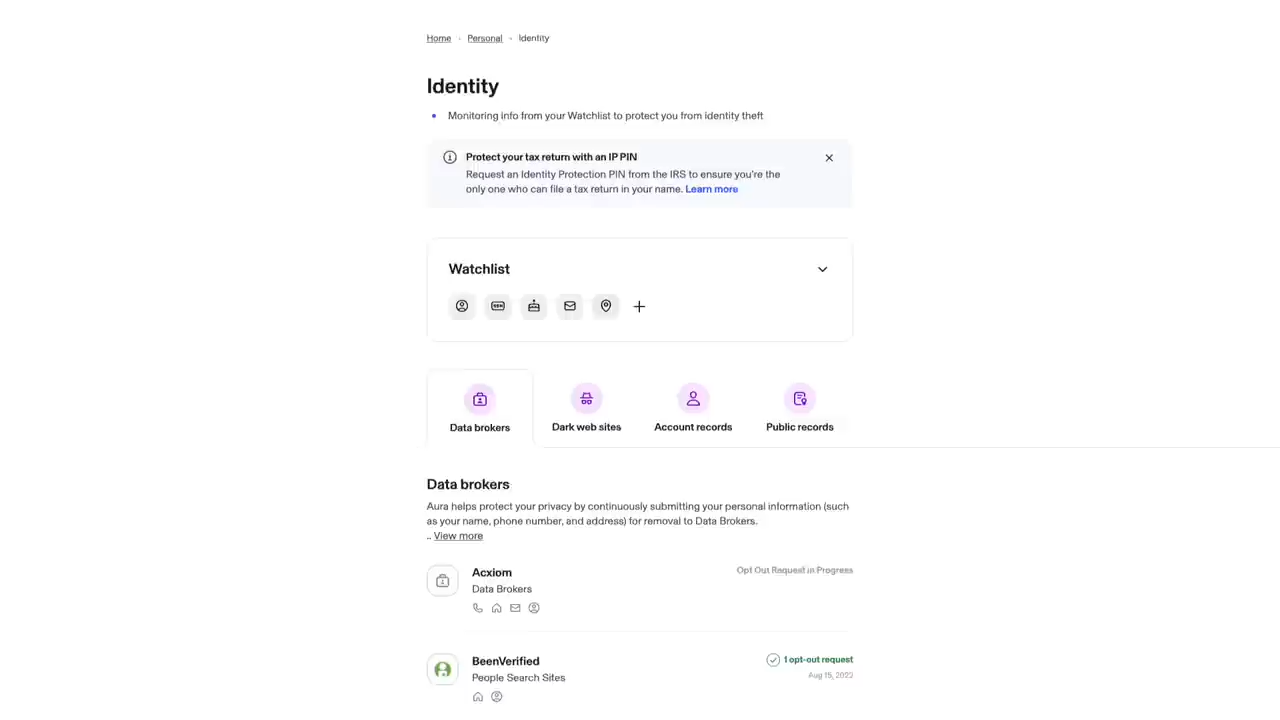 Home - Personal - Identity
Identity
• Monitoring info from your Watchlist to protect you from identity theft
Protect your tax return with an IP PIN
Request an Identity Protection PIN from the IRS to ensure you're the
only one who can file a tax return in your name. Learn more
Watchlist
Data brokers
Dark web sites
Account records
Public records
Data brokers
Aura helps protect your privacy by continuously submitting your personal information (such
as your name, phone number, and address) for removal to Data Brokers.
.. View more
Acxiom
Opt Out Request in Progress
Data Brokers
BeenVerified
1 opt-out request
People Search Sites
Aug 15, 2022